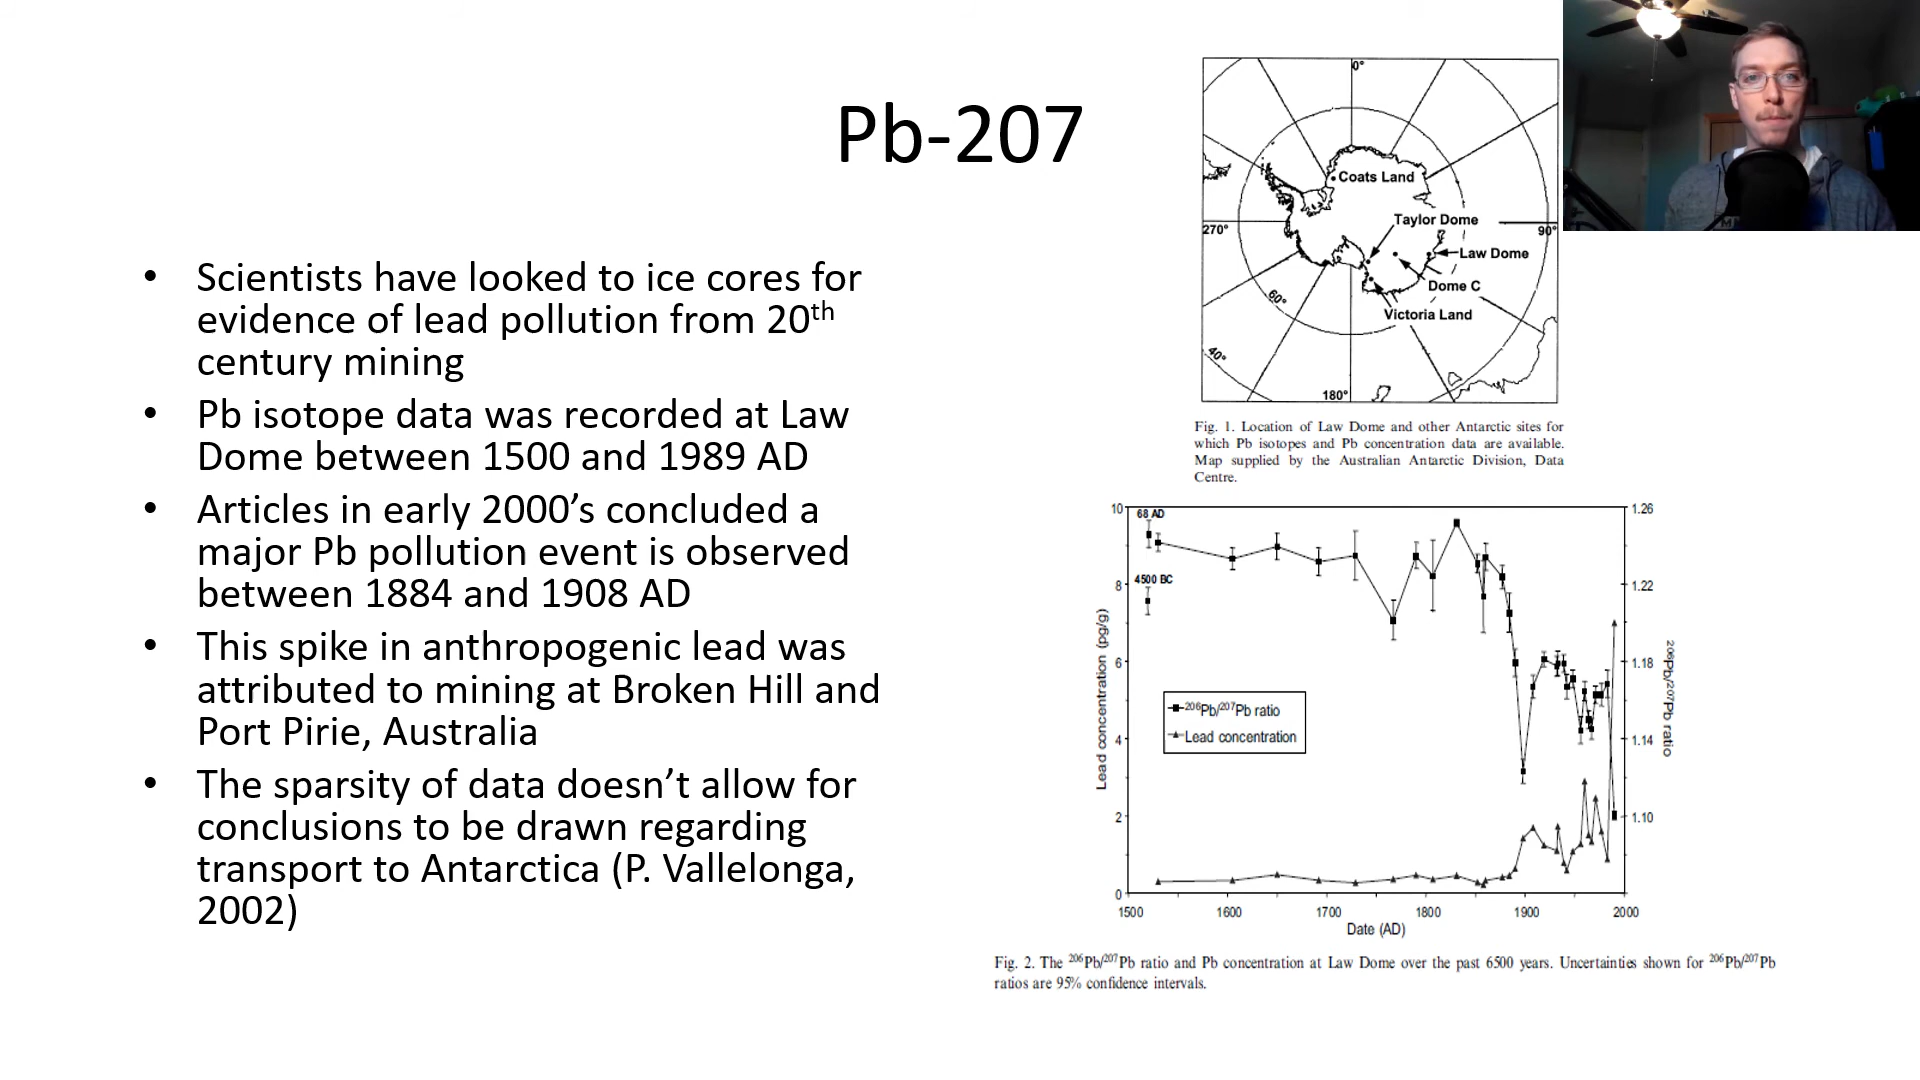 Pb-207
• Scientists have looked to ice cores for
evidence of lead pollution from 20th
century mining
• Pb isotope data was recorded at Law
Dome between 1500 and 1989 AD
• Articles in early 2000’s concluded a
major Pb pollution event is observed
between 1884 and 1908 AD
• This spike in anthropogenic lead was
attributed to mining at Broken Hill and
Port Pirie, Australia
• The sparsity of data doesn’t allow for
conclusions to be drawn regarding
transport to Antarctica (P. Vallelonga,
2002)
0°
Coats Land
Taylor Dome
270°
90°
Law Dome
Dome C
60°
Victoria Land
40°
180°
Fig. 1. Location of Law Dome and other Antarctic sites for
which Pb isotopes and Pb concentration data are available.
Map supplied by the Australian Antarctic Division, Data
Centre.
10
1.26
68 AD
4500 BC
8
1.22
6
1.18
4
1.14
2
1.10
0
Lead concentration (pg/g)
206Pb/207Pb ratio
206Pb/207Pb ratio
Lead concentration
1500 1600 1700 1800 1900 2000
Date (AD)
Fig. 2. The 206Pb/207Pb ratio and Pb concentration at Law Dome over the past 6500 years. Uncertainties shown for 206Pb/207Pb
ratios are 95% confidence intervals.